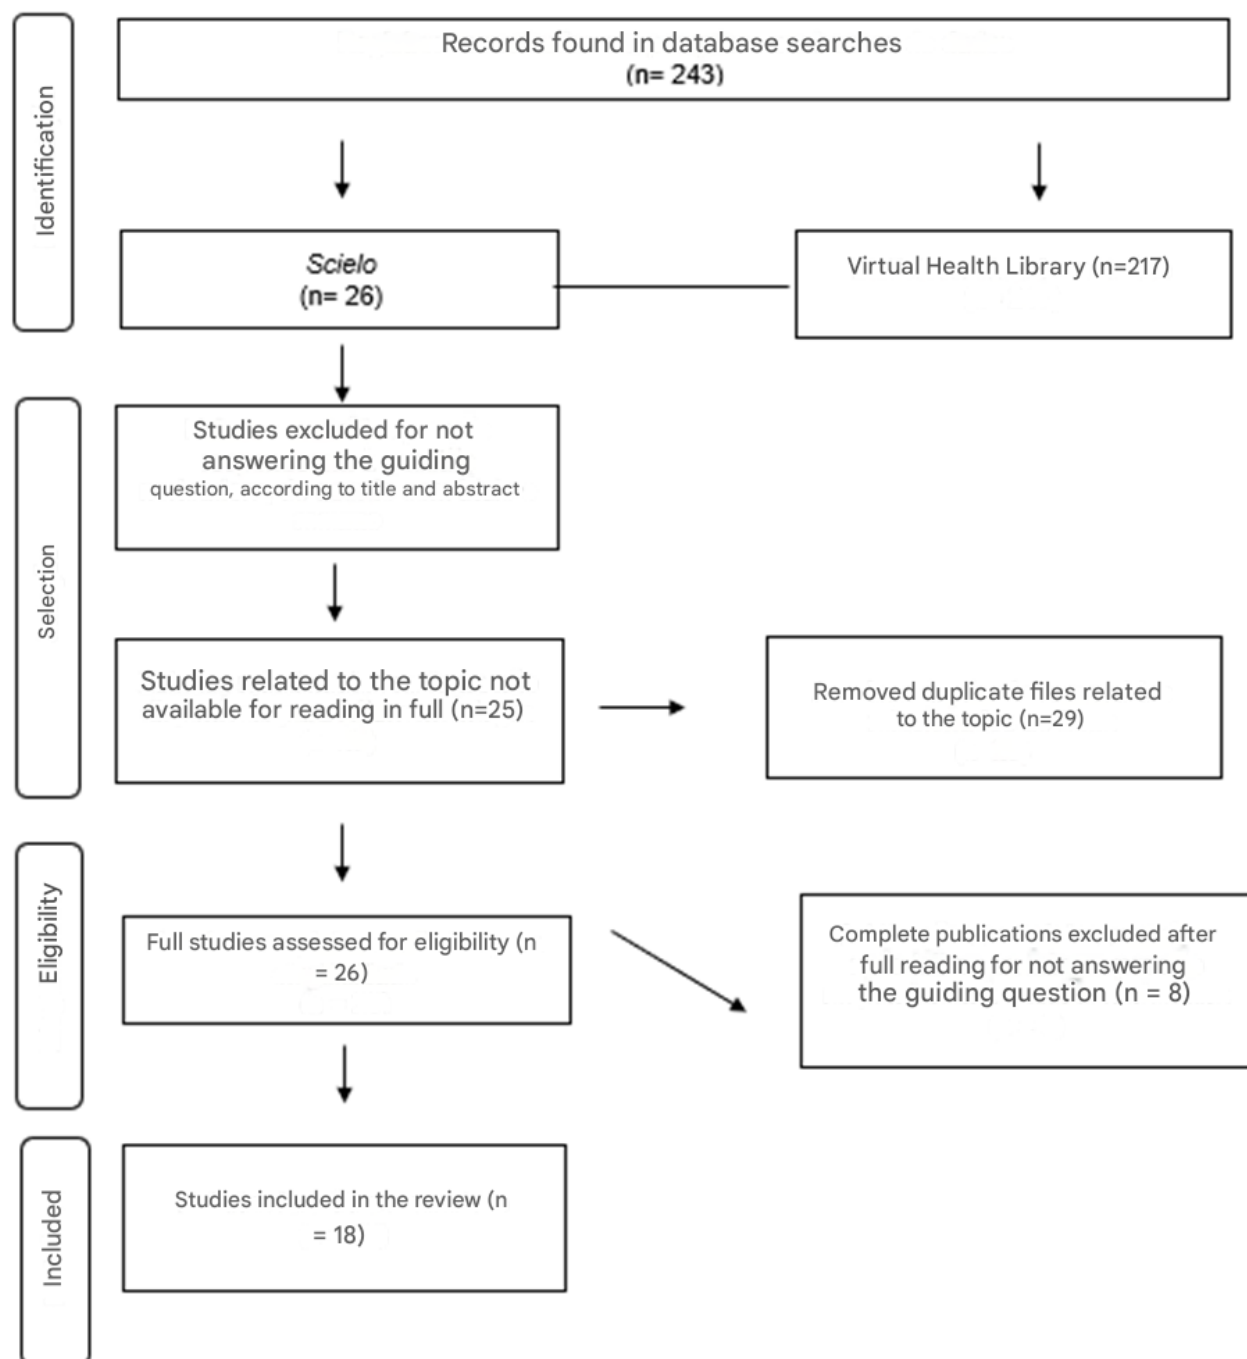 Identification
Records found in database searches
(n= 243)
Scielo
(n= 26)
Virtual Health Library (n=217)
Selection
Studies excluded for not
answering the guiding
question, according to title and abstract
Studies related to the topic not
available for reading in full (n=25)
Removed duplicate files related
to the topic (n=29)
Eligibility
Full studies assessed for eligibility (n
= 26)
Complete publications excluded after
full reading for not answering
the guiding question (n = 8)
Included
Studies included in the review (n
= 18)